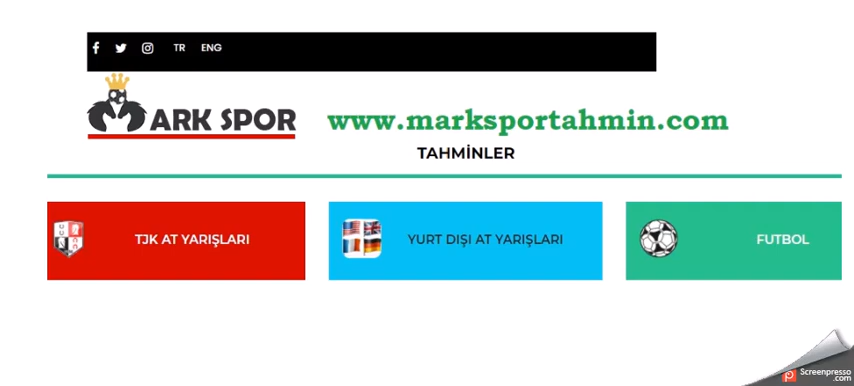 TR ENG
ARK SPOR
www.marksportahmin.com
TAHMİNLER
TJK AT YARIŞLARI
YURT DIŞI AT YARIŞLARI
FUTBOL
Screenpresso
.com